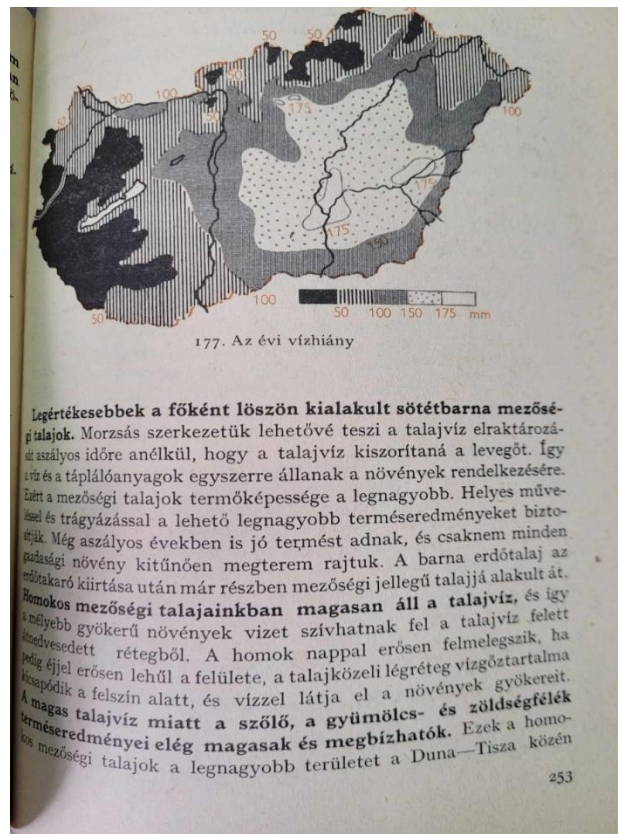 50
50
50
100
100
50
50
175
100
175
175
150
50
100
50 100 150 175 mm
177. Az évi vízhiány
Legértékesebbek a főként löszön kialakult sötétbarna mezősé-
gi talajok. Morzsás szerkezetük lehetővé teszi a talajvíz elraktározá-
sát aszályos időre anélkül, hogy a talajvíz kiszorítaná a levegőt. Így
a víz és a táplálóanyagok egyszerre állanak a növények rendelkezésére.
Ezért a mezőségi talajok termőképessége a legnagyobb. Helyes műve-
léssel és trágyázással a lehető legnagyobb terméseredményeket bizto-
sítják. Még aszályos években is jó termést adnak, és csaknem minden
gazdasági növény kitűnően megterem rajtuk. A barna erdőtalaj az
erdőtakaró kiirtása után már részben mezőségi jellegű talajjá alakult át.
Homokos mezőségi talajainkban magasan áll a talajvíz, és így
a mélyebb gyökerű növények vizet szívhatnak fel a talajvíz felett
átnedvesedett rétegből. A homok nappal erősen felmelegszik, ha
pedig éjjel erősen lehűl a felülete, a talajközeli légréteg vízgőztartalma
kicsapódik a felszín alatt, és vízzel látja el a növények gyökereit.
A magas talajvíz miatt a szőlő, a gyümölcs- és zöldségfélék
terméseredményei elég magasak és megbízhatók. Ezek a homo-
kos mezőségi talajok a legnagyobb területet a Duna—Tisza közén
253